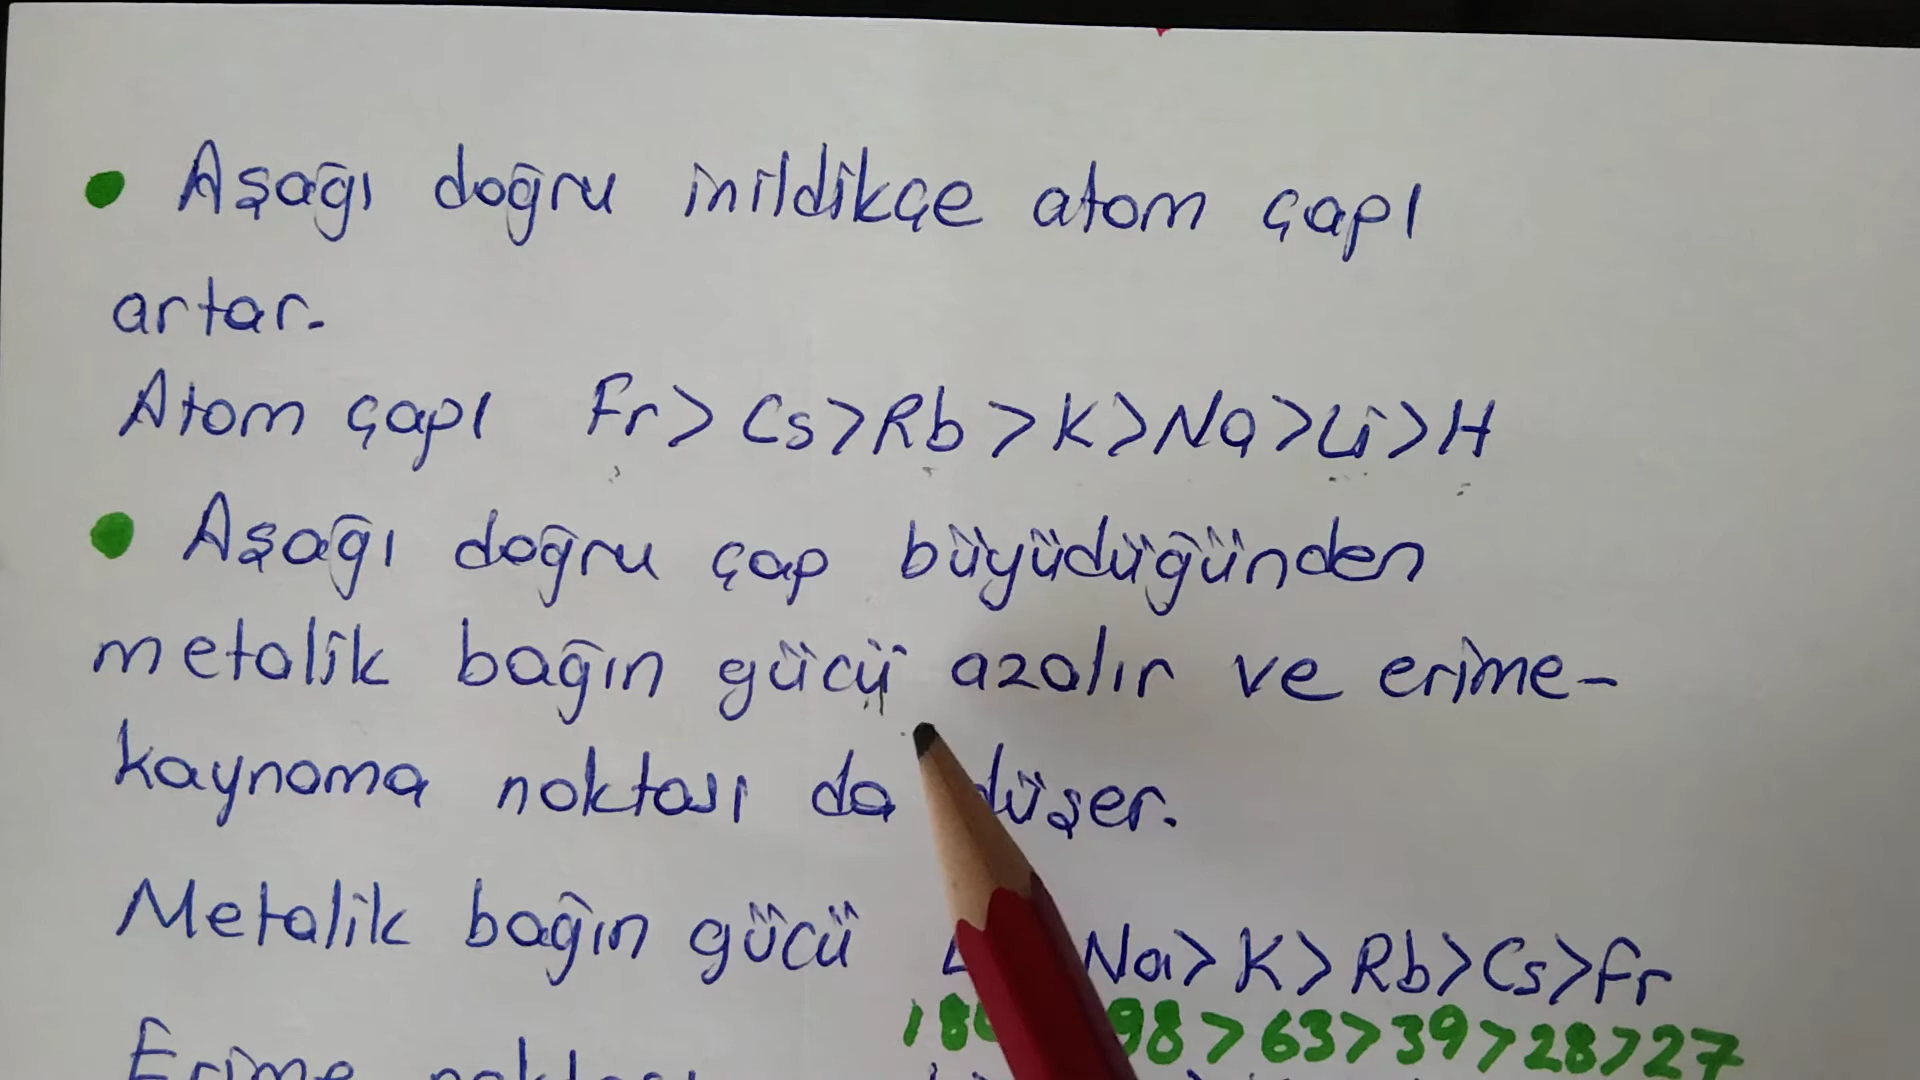 Aşağı doğru inildikçe atom çapı
artar.
Atom çapı Fr>Cs>Rb>K>Na>Li>H
Aşağı doğru çap büyüdüğünden
metalik bağın gücü azalır ve erime-
kaynama noktası da düşer.
Metalik bağın gücü Na>K>Rb>Cs>Fr
98>63>39>28>27
Erime noktası